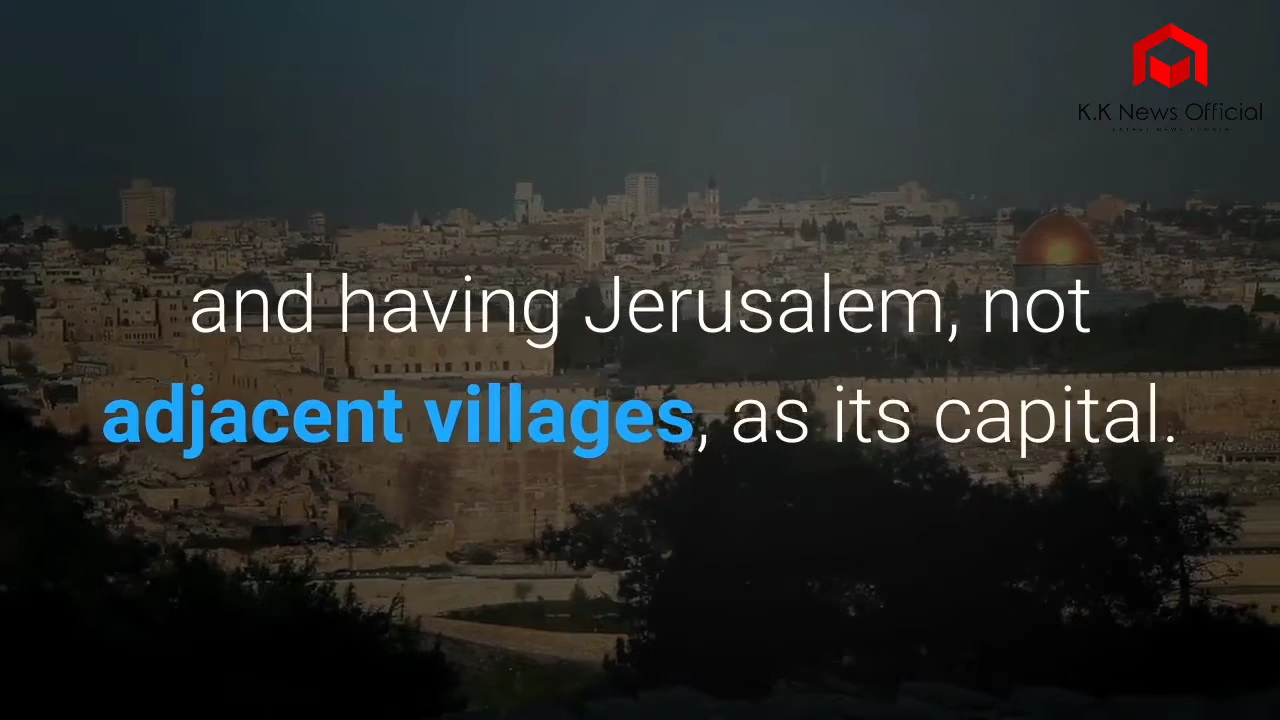 K.K News Official
and having Jerusalem, not
adjacent villages, as its capital.